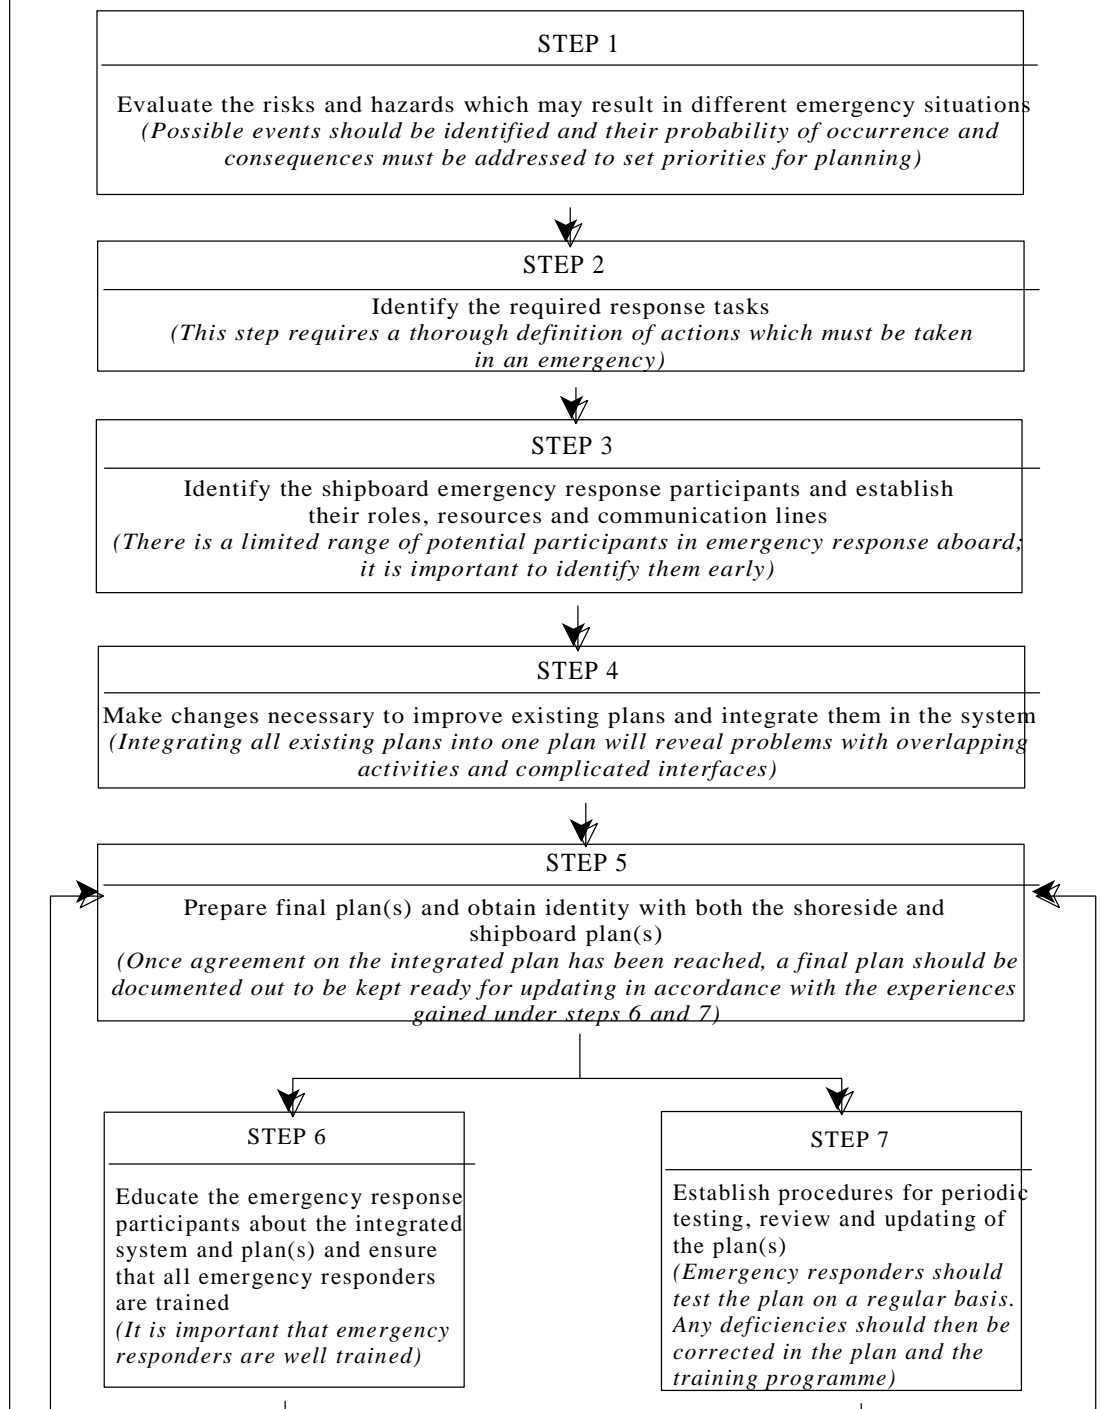 STEP 1
Evaluate the risks and hazards which may result in different emergency situations
(Possible events should be identified and their probability of occurrence and
consequences must be addressed to set priorities for planning)
STEP 2
Identify the required response tasks
(This step requires a thorough definition of actions which must be taken
in an emergency)
STEP 3
Identify the shipboard emergency response participants and establish
their roles, resources and communication lines
(There is a limited range of potential participants in emergency response aboard;
it is important to identify them early)
STEP 4
Make changes necessary to improve existing plans and integrate them in the system
(Integrating all existing plans into one plan will reveal problems with overlapping
activities and complicated interfaces)
STEP 5
Prepare final plan(s) and obtain identity with both the shoreside and
shipboard plan(s)
(Once agreement on the integrated plan has been reached, a final plan should be
documented out to be kept ready for updating in accordance with the experiences
gained under steps 6 and 7)
STEP 6
Educate the emergency response
participants about the integrated
system and plan(s) and ensure
that all emergency responders
are trained
(It is important that emergency
responders are well trained)
STEP 7
Establish procedures for periodic
testing, review and updating of
the plan(s)
(Emergency responders should
test the plan on a regular basis.
Any deficiencies should then be
corrected in the plan and the
training programme)